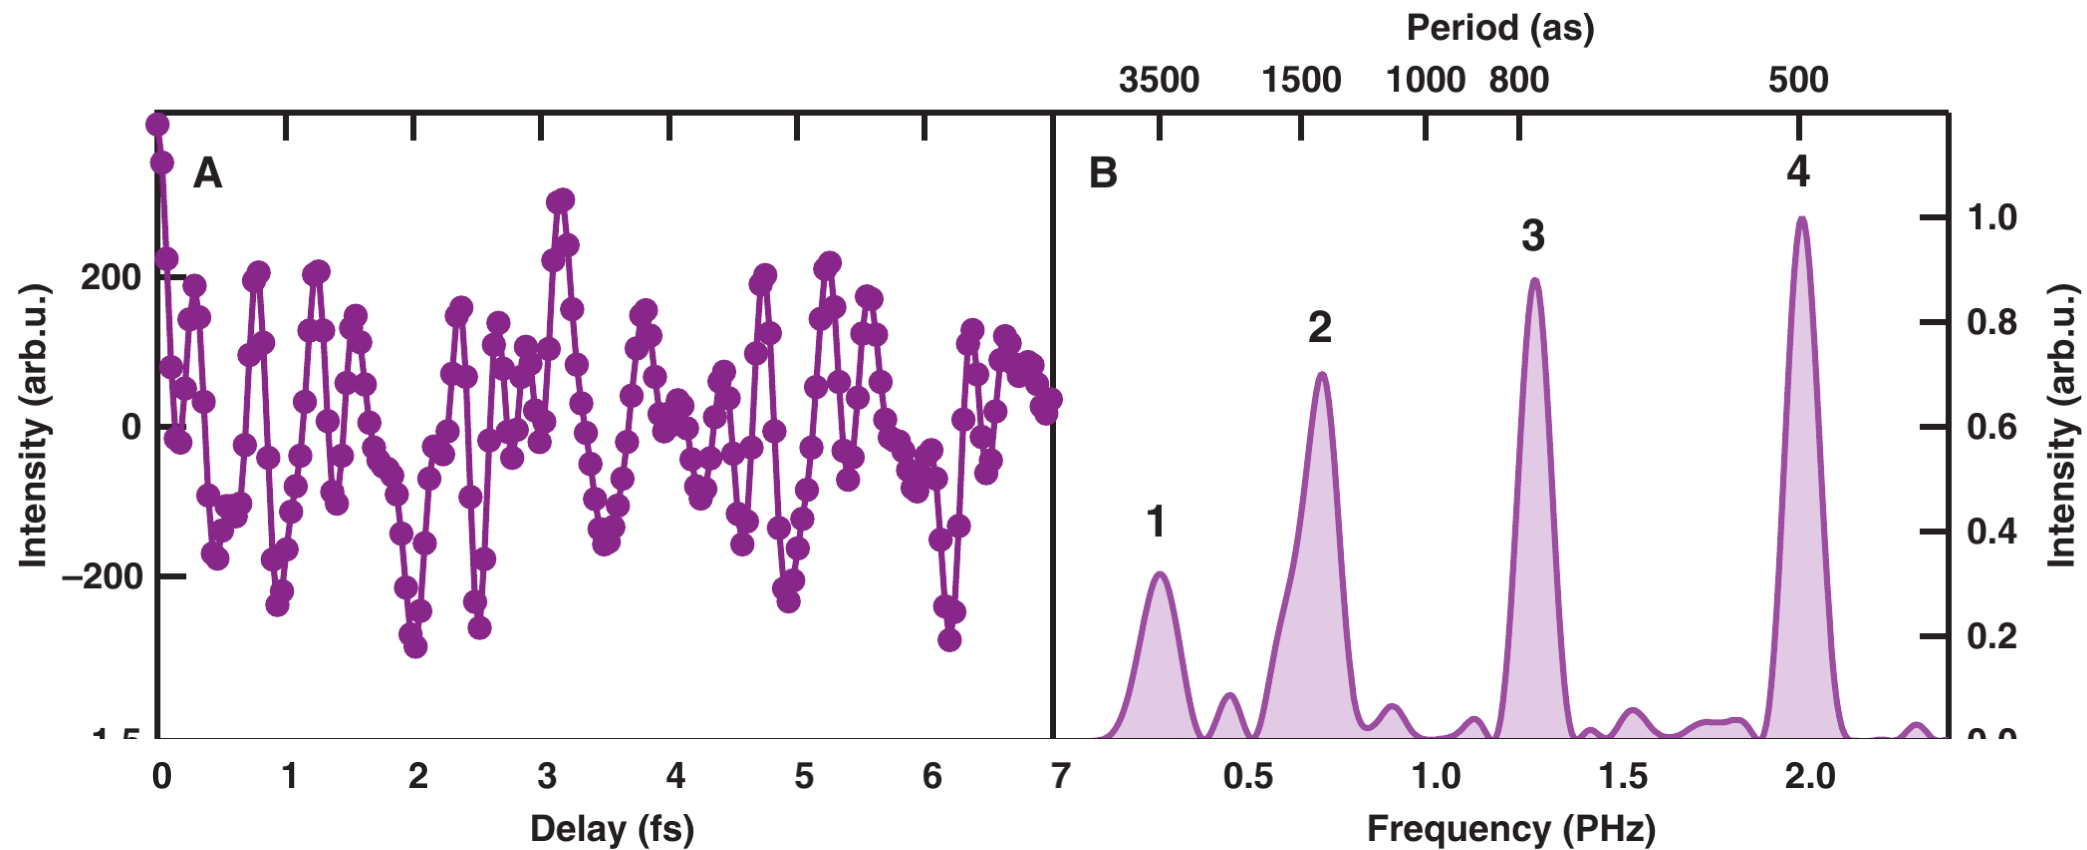 Period (as)
3500 1500 1000 800 500
A
B
1
2
3
4
200
0
–200
Intensity (arb.u.)
1.0
0.8
0.6
0.4
0.2
Intensity (arb.u.)
0 1 2 3 4 5 6 7
0.5 1.0 1.5 2.0
Delay (fs)
Frequency (PHz)